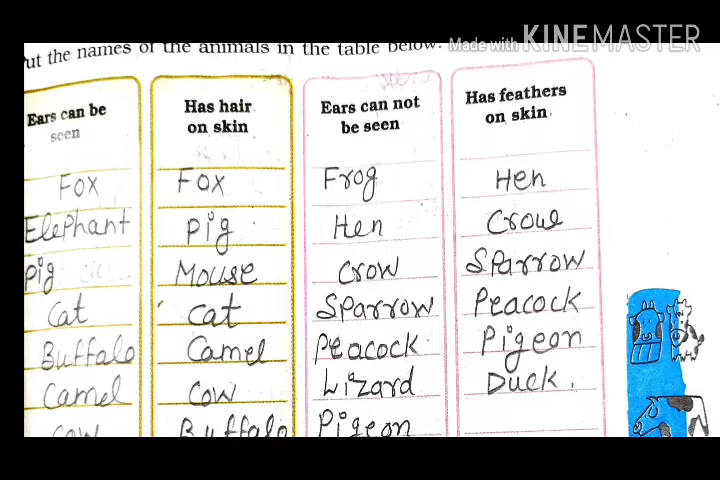 ut the names of the animals in the table below.
Made with KINEMASTER
Ears can be
seen
Fox
Elephant
Pig
Cat
Buffalo
Camel
Cow
Has hair
on skin
Fox
Pig
Mouse
Cat
Camel
Cow
Buffalo
Ears can not
be seen
Frog
Hen
Crow
Sparrow
Peacock
Lizard
Pigeon
Has feathers
on skin
Hen
Crowe
Sparrow
Peacock
Pigeon
Duck.